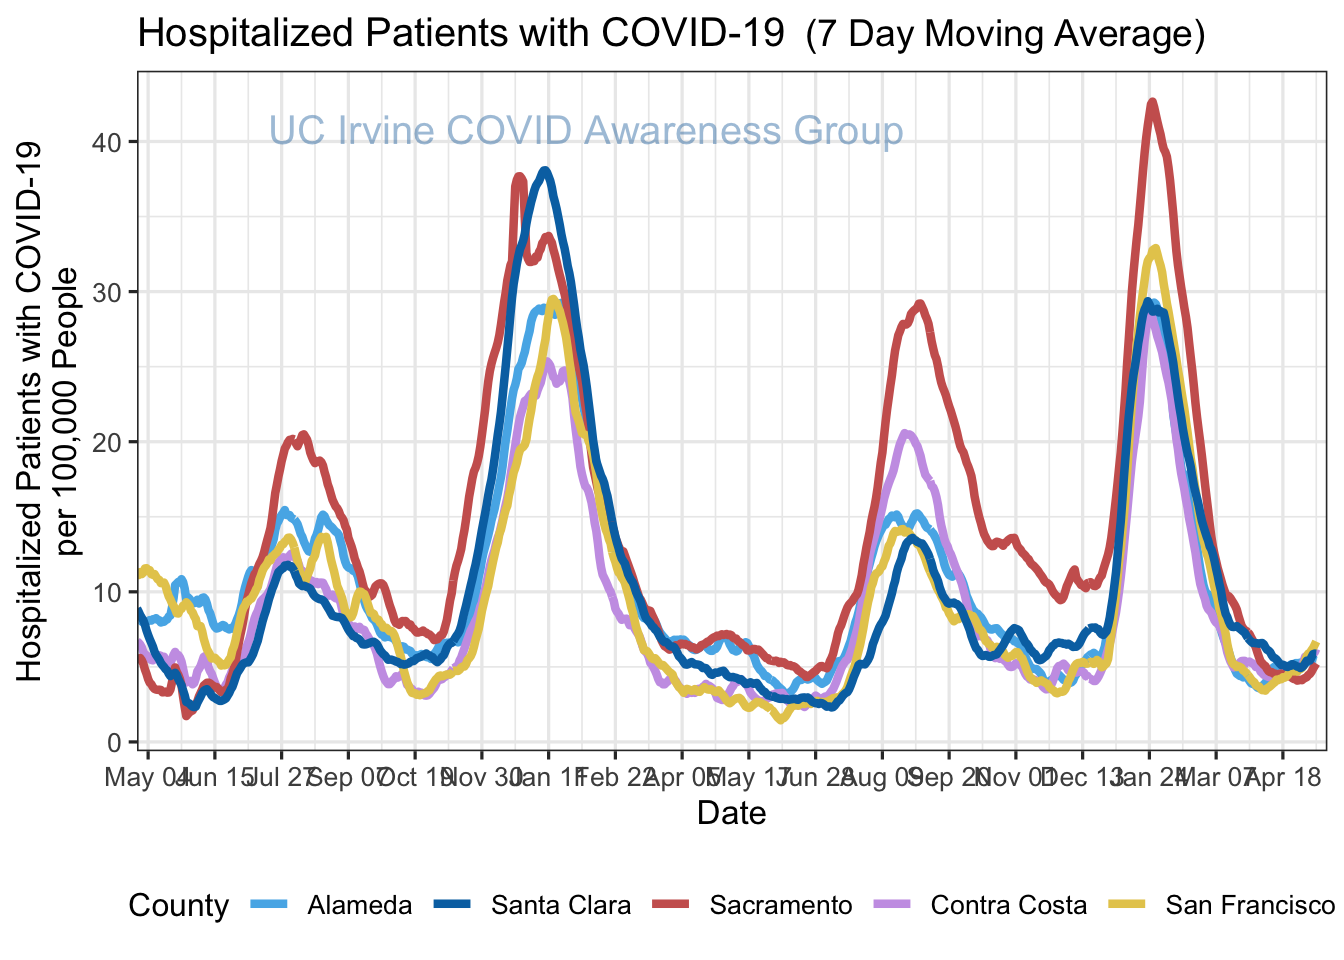 Hospitalized Patients with COVID-19 (7 Day Moving Average)
UC Irvine COVID Awareness Group
Hospitalized Patients with COVID-19
per 100,000 People
40
30
20
10
0
May 04 Jun 15 Jul 27 Sep 07 Oct 19 Nov 30 Jan 11 Feb 22 Apr 05 May 17 Jun 28 Aug 09 Sep 20 Nov 01 Dec 13 Jan 24 Mar 07 Apr 18
Date
County Alameda Santa Clara Sacramento Contra Costa San Francisco